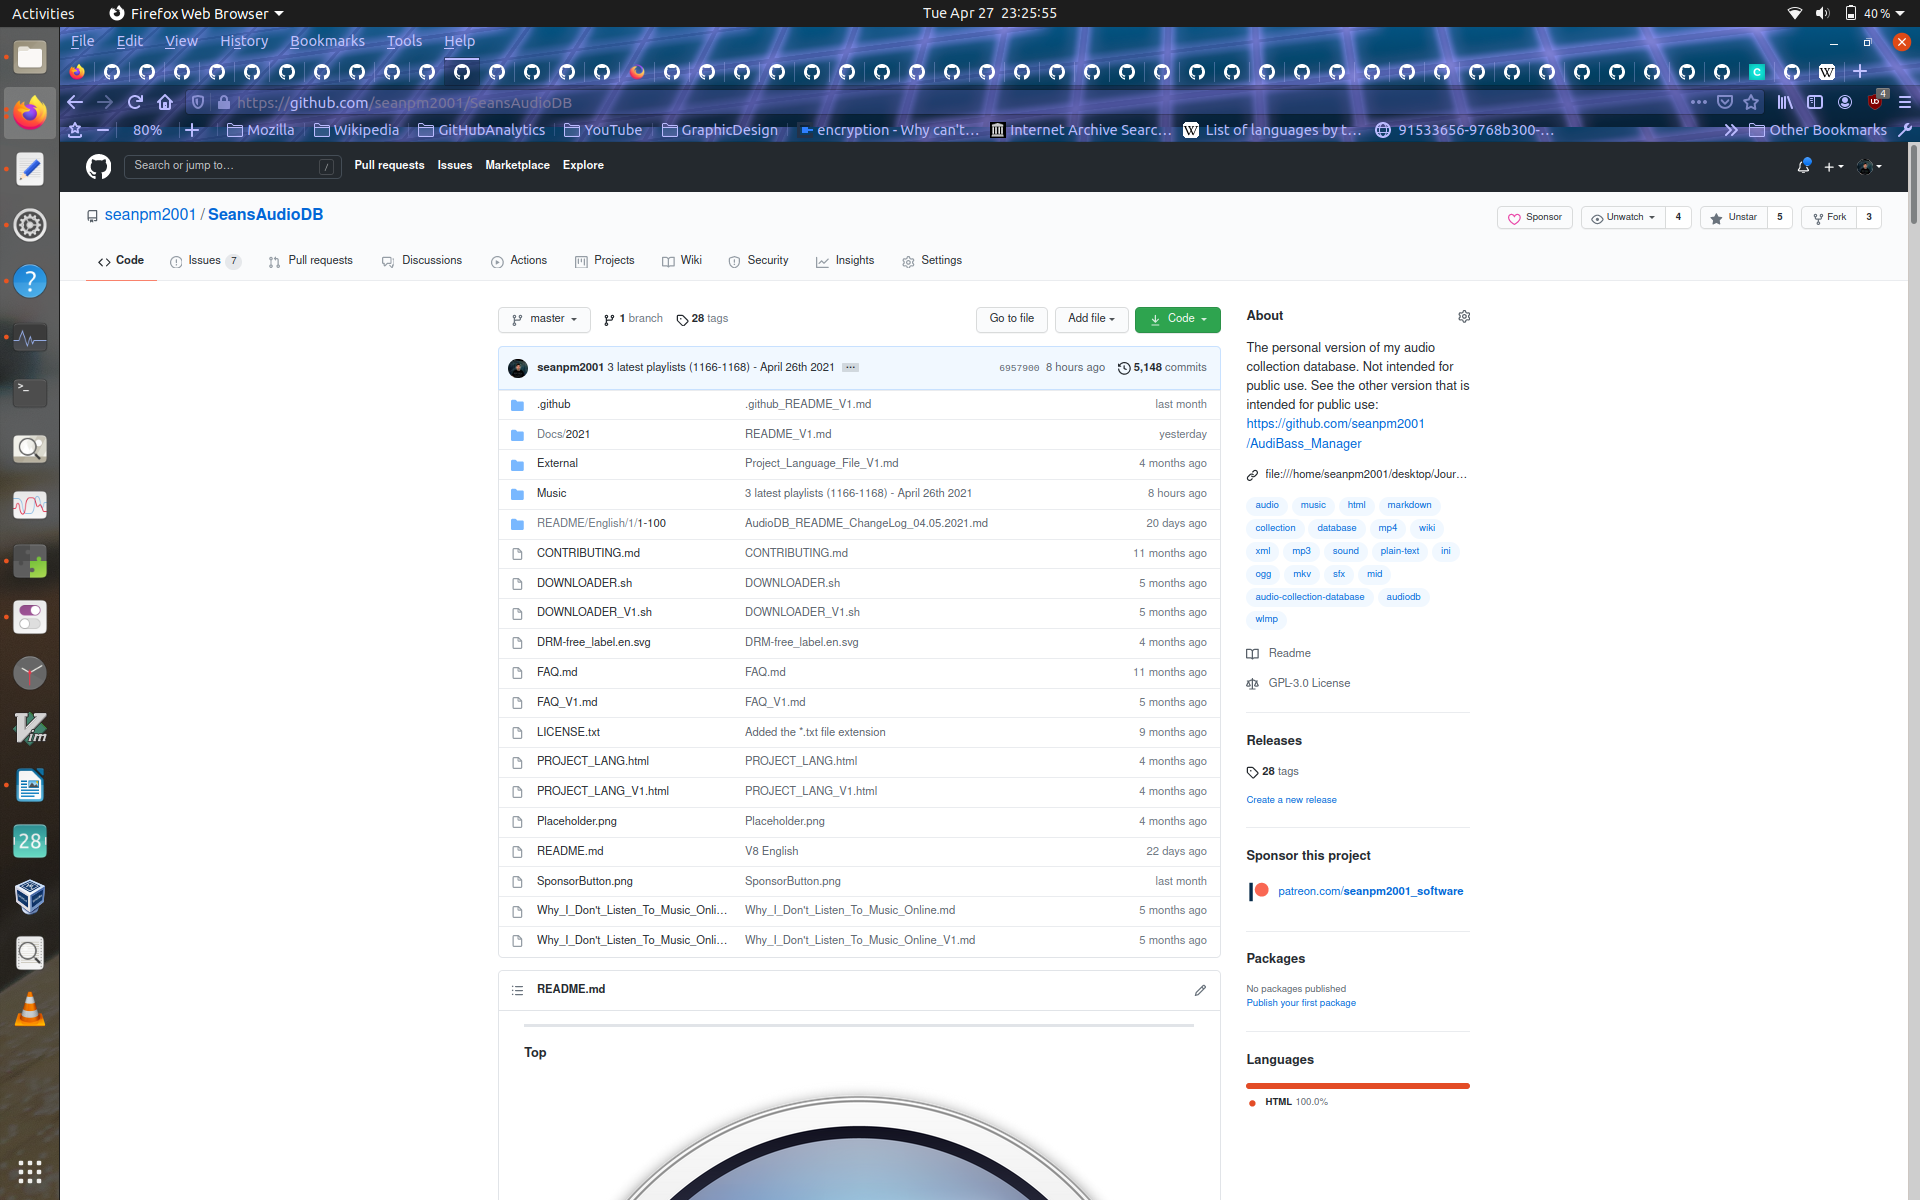 Activities Firefox Web Browser Tue Apr 27 23:25:55 40 %
File Edit View History Bookmarks Tools Help
https://github.com/seanpm2001/SeansAudioDB 4
80% Mozilla Wikipedia GitHubAnalytics YouTube GraphicDesign encryption - Why can't… Internet Archive Searc… List of languages by t… 91533656-9768b300-… Other Bookmarks
Search or jump to… / Pull requests Issues Marketplace Explore
seanpm2001 / SeansAudioDB Sponsor Unwatch 4 Unstar 5 Fork 3
Code Issues 7 Pull requests Discussions Actions Projects Wiki Security Insights Settings
master 1 branch 28 tags Go to file Add file Code
seanpm2001 3 latest playlists (1166-1168) - April 26th 2021 … 6957900 8 hours ago 5,148 commits
.github .github_README_V1.md last month
Docs/2021 README_V1.md yesterday
External Project_Language_File_V1.md 4 months ago
Music 3 latest playlists (1166-1168) - April 26th 2021 8 hours ago
README/English/1/1-100 AudioDB_README_ChangeLog_04.05.2021.md 20 days ago
CONTRIBUTING.md CONTRIBUTING.md 11 months ago
DOWNLOADER.sh DOWNLOADER.sh 5 months ago
DOWNLOADER_V1.sh DOWNLOADER_V1.sh 5 months ago
DRM-free_label.en.svg DRM-free_label.en.svg 4 months ago
FAQ.md FAQ.md 11 months ago
FAQ_V1.md FAQ_V1.md 5 months ago
LICENSE.txt Added the *.txt file extension 9 months ago
PROJECT_LANG.html PROJECT_LANG.html 4 months ago
PROJECT_LANG_V1.html PROJECT_LANG_V1.html 4 months ago
Placeholder.png Placeholder.png 4 months ago
README.md V8 English 22 days ago
SponsorButton.png SponsorButton.png last month
Why_I_Don't_Listen_To_Music_Onli… Why_I_Don't_Listen_To_Music_Online.md 5 months ago
Why_I_Don't_Listen_To_Music_Onli… Why_I_Don't_Listen_To_Music_Online_V1.md 5 months ago
README.md
Top
About
The personal version of my audio
collection database. Not intended for
public use. See the other version that is
intended for public use:
https://github.com/seanpm2001
/AudiBass_Manager
file:///home/seanpm2001/desktop/Jour…
audio music html markdown
collection database mp4 wiki
xml mp3 sound plain-text ini
ogg mkv sfx mid
audio-collection-database audiodb
wlmp
Readme
GPL-3.0 License
Releases
28 tags
Create a new release
Sponsor this project
patreon.com/seanpm2001_software
Packages
No packages published
Publish your first package
Languages
HTML 100.0%
28